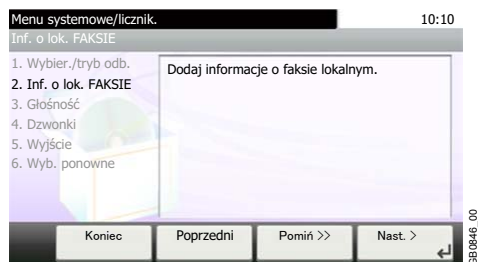 Menu systemowe/licznik.
10:10
Inf. o lok. FAKSIE
1. Wybier./tryb odb.
2. Inf. o lok. FAKSIE
3. Głośność
4. Dzwonki
5. Wyjście
6. Wyb. ponowne
Dodaj informacje o faksie lokalnym.
Koniec
Poprzedni
Pomiń >>
Nast. >
GB0846_00